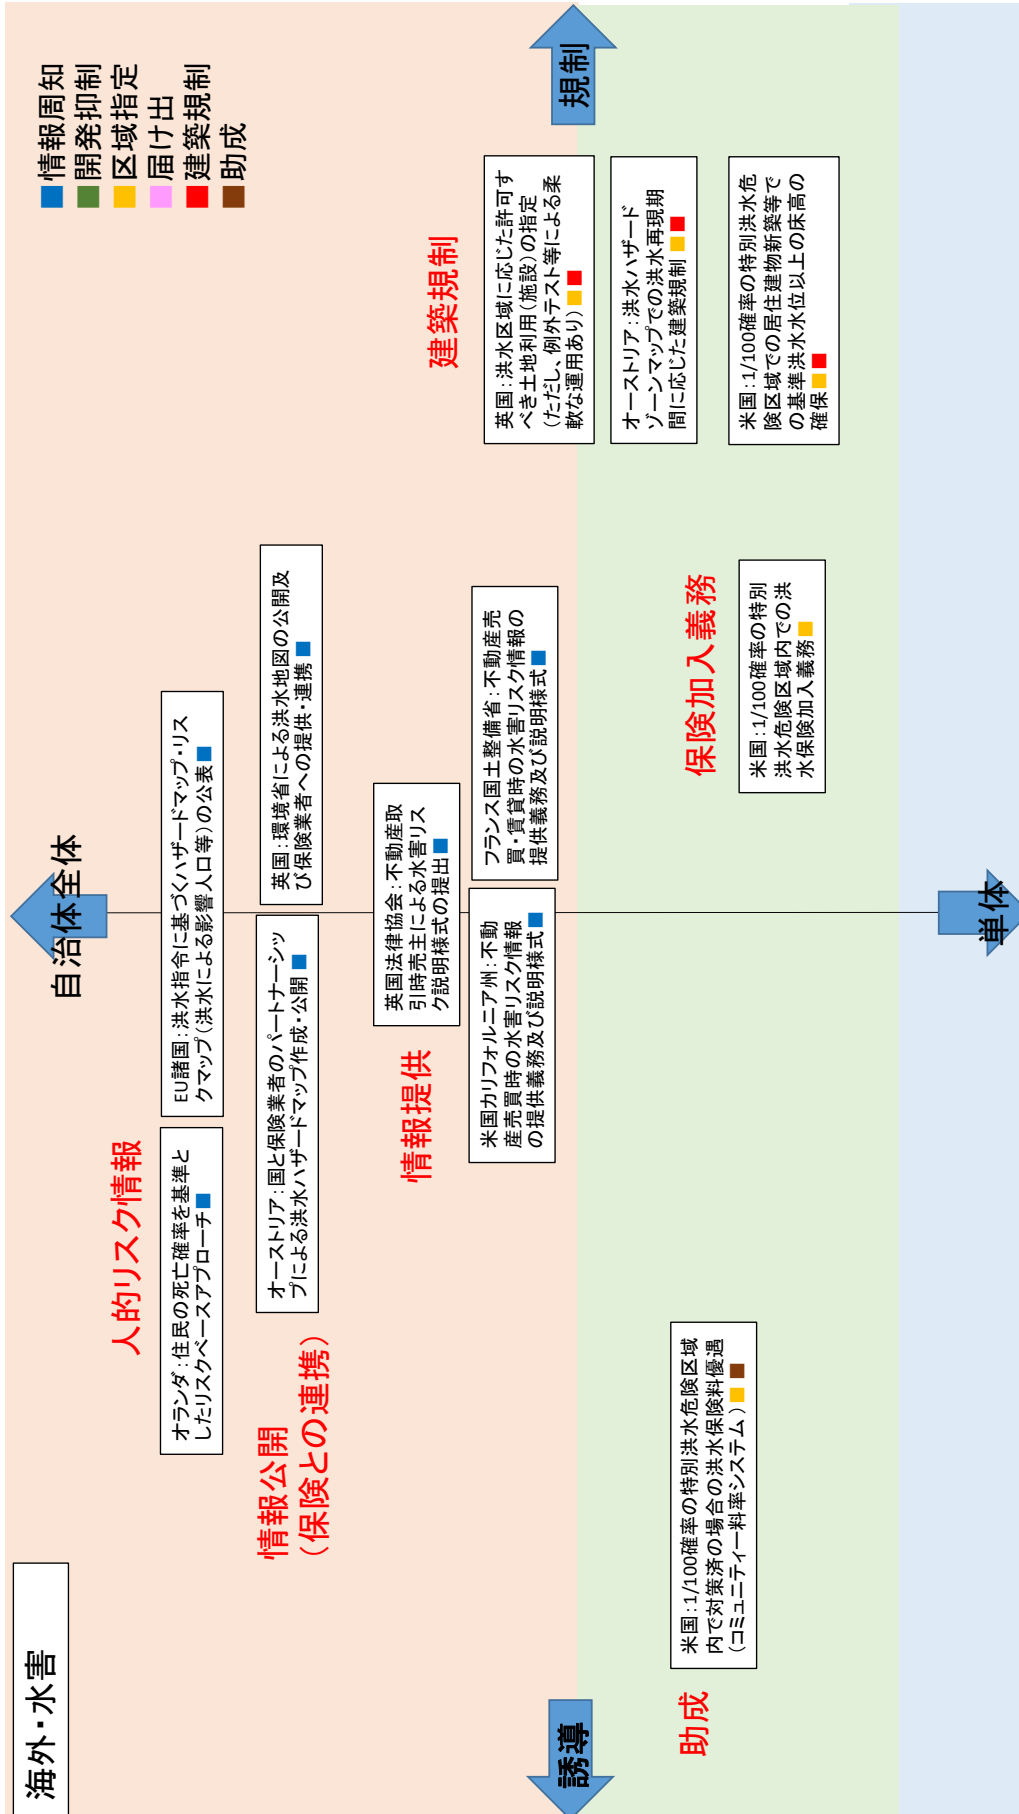 海外・水害
自治体全体
■情報周知
■開発抑制
■区域指定
■届け出
■建築規制
■助成
人的リスク情報
オランダ：住民の死亡確率を基準と
したリスクベースアプローチ■
EU諸国：洪水指令に基づくハザードマップ・リス
クマップ（洪水による影響人口等）の公表■
情報公開
（保険との連携）
オーストリア：国と保険業者のパートナーシッ
プによる洪水ハザードマップ作成・公開■
英国：環境省による洪水地図の公開及
び保険業者への提供・連携■
情報提供
英国法律協会：不動産取
引時売主による水害リス
ク説明様式の提出■
米国カリフォルニア州：不動
産売買時の水害リスク情報
の提供義務及び説明様式■
フランス国土整備省：不動産売
買・賃貸時の水害リスク情報の
提供義務及び説明様式■
建築規制
英国：洪水区域に応じた許可す
べき土地利用（施設）の指定
（ただし、例外テスト等による柔
軟な運用あり）■■
誘導
規制
オーストリア：洪水ハザード
ゾーンマップでの洪水再現期
間に応じた建築規制■■
米国：1/100確率の特別洪水危
険区域での居住建物新築等で
の基準洪水水位以上の床高の
確保■■
保険加入義務
米国：1/100確率の特別
洪水危険区域内での洪
水保険加入義務■
助成
米国：1/100確率の特別洪水危険区域
内で対策済の場合の洪水保険料優遇
（コミュニティー料率システム）■■
単体